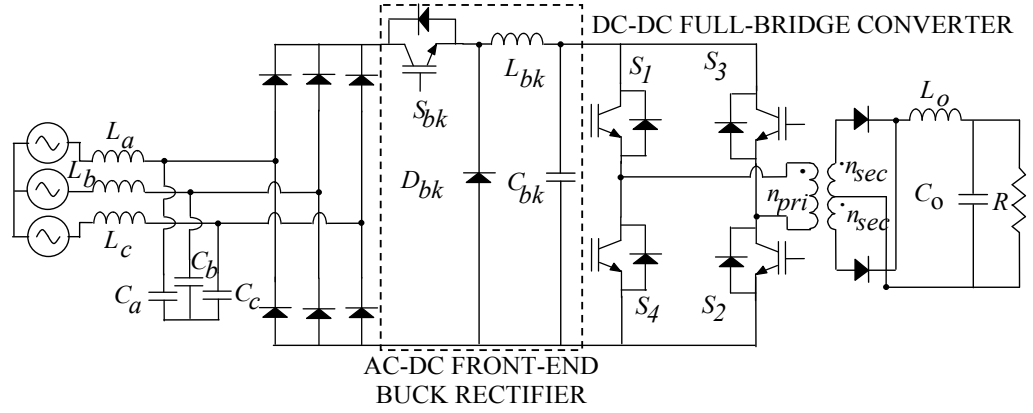 DC-DC FULL-BRIDGE CONVERTER
S1
S3
Lbk
Sbk
Lo
La
Lb
Lc
Dbk
Cbk
nsec
npri
nsec
Co
R
Cb
Ca
Cc
S4
S2
AC-DC FRONT-END
BUCK RECTIFIER